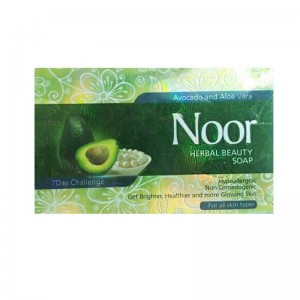 Avocado and Aloe Vera
Noor
HERBAL BEAUTY
SOAP
7Day Challenge
Hypoallergenic
Non Comedogenic
Get Brighter, Healthier and more Glowing Skin
For all skin types